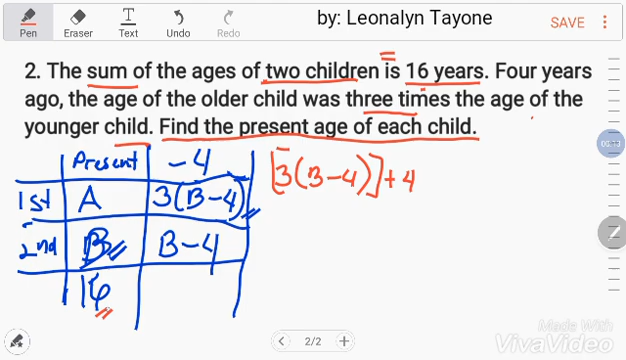 by: Leonalyn Tayone
SAVE
Pen Eraser Text Undo Redo
2. The sum of the ages of two children is 16 years. Four years
ago, the age of the older child was three times the age of the
younger child. Find the present age of each child.
Present -4
1st A 3(B-4) [3(B-4)]+4
2nd B B-4
16
2/2
Made With
VivaVideo